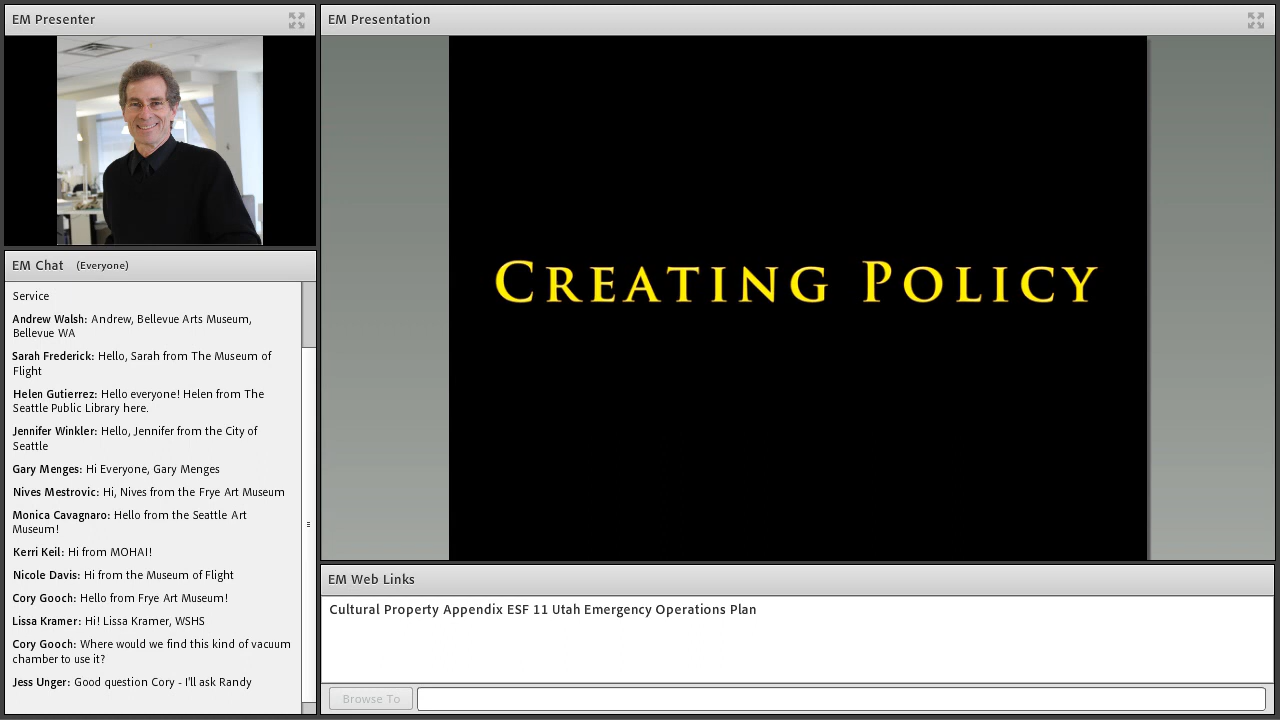 EM Presenter
EM Chat (Everyone)
Service
Andrew Walsh: Andrew, Bellevue Arts Museum,
Bellevue WA
Sarah Frederick: Hello, Sarah from The Museum of
Flight
Helen Gutierrez: Hello everyone! Helen from The
Seattle Public Library here.
Jennifer Winkler: Hello, Jennifer from the City of
Seattle
Gary Menges: Hi Everyone, Gary Menges
Nives Mestrovic: Hi, Nives from the Frye Art Museum
Monica Cavagnaro: Hello from the Seattle Art
Museum!
Kerri Keil: Hi from MOHAI!
Nicole Davis: Hi from the Museum of Flight
Cory Gooch: Hello from Frye Art Museum!
Lissa Kramer: Hi! Lissa Kramer, WSHS
Cory Gooch: Where would we find this kind of vacuum
chamber to use it?
Jess Unger: Good question Cory - I'll ask Randy
EM Presentation
CREATING POLICY
EM Web Links
Cultural Property Appendix ESF 11 Utah Emergency Operations Plan
Browse To